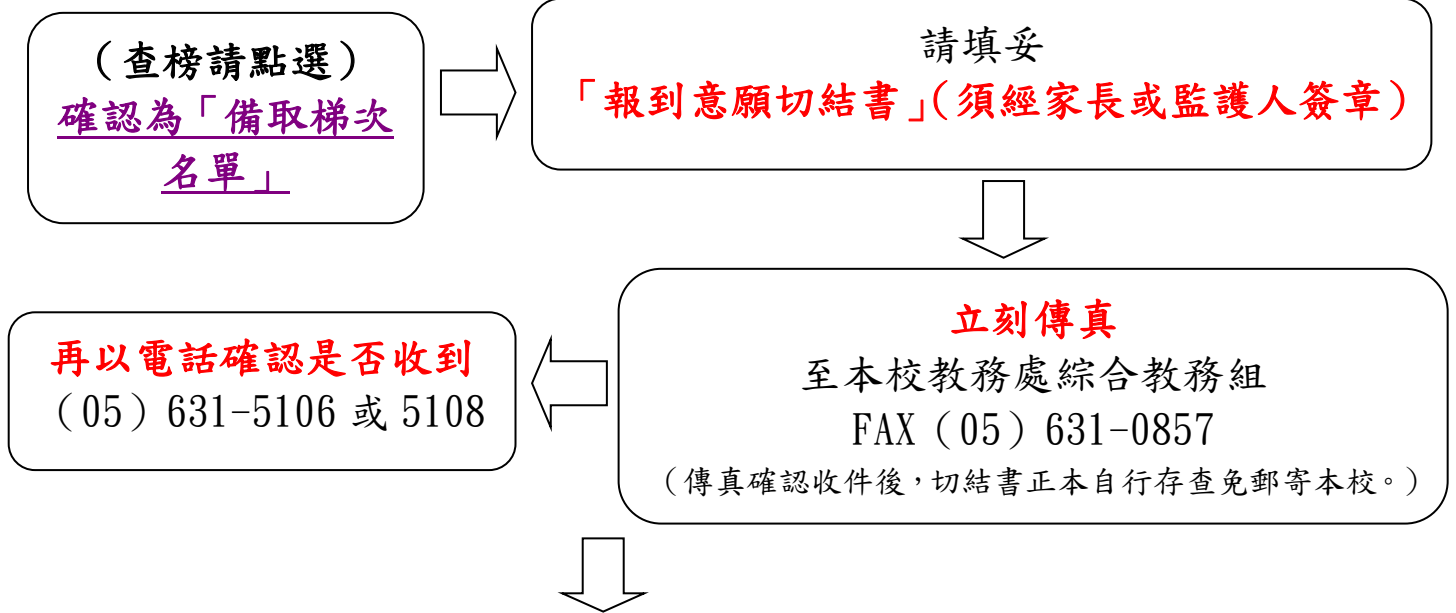 （查榜請點選）
確認為「備取梯次
名單」
請填妥
「報到意願切結書」（須經家長或監護人簽章）
立刻傳真
至本校教務處綜合教務組
FAX（05）631-0857
（傳真確認收件後，切結書正本自行存查免郵寄本校。）
再以電話確認是否收到
（05）631-5106 或 5108